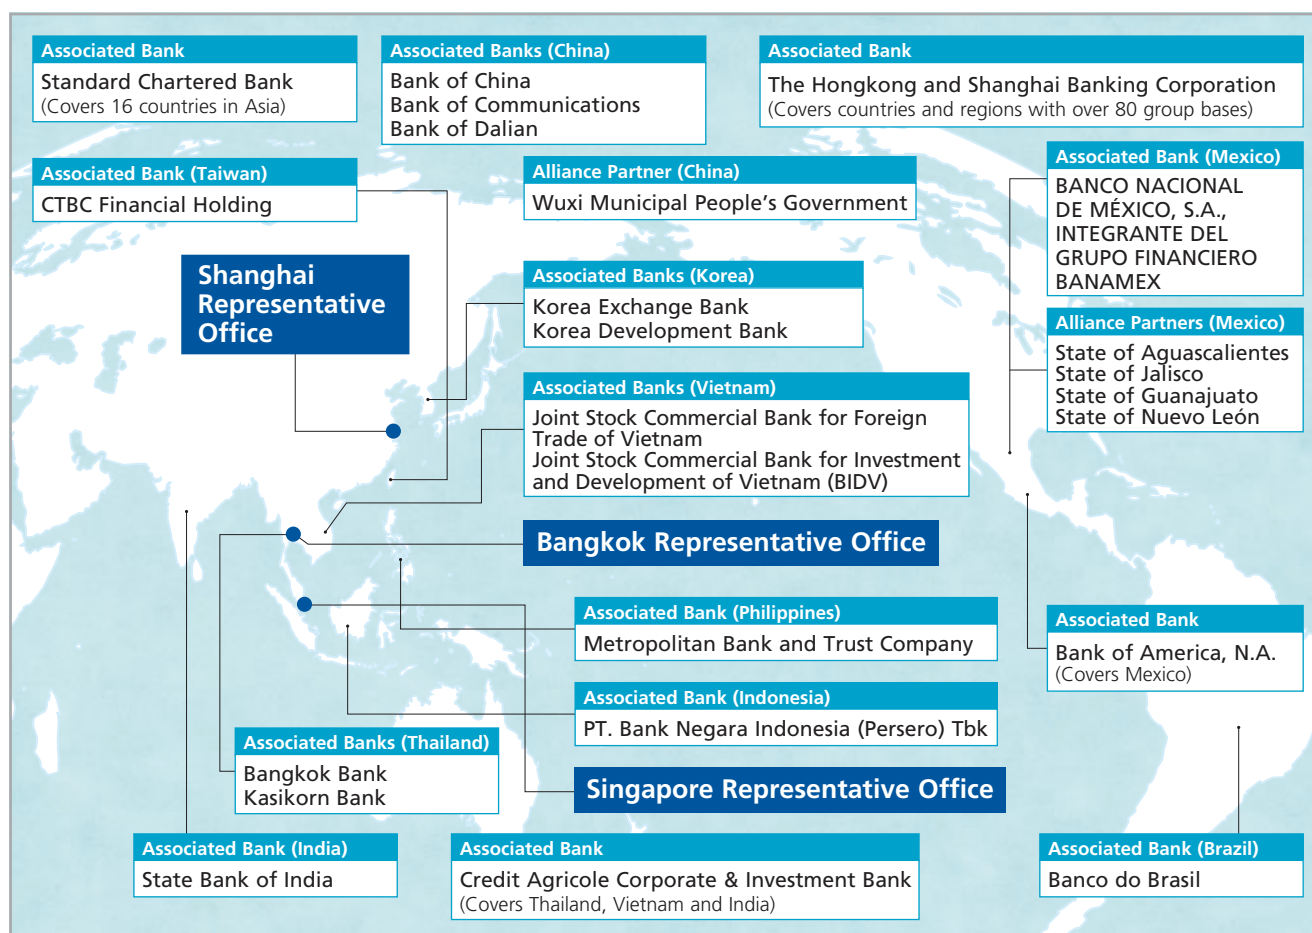 Associated Bank
Standard Chartered Bank
(Covers 16 countries in Asia)
Associated Banks (China)
Bank of China
Bank of Communications
Bank of Dalian
Associated Bank
The Hongkong and Shanghai Banking Corporation
(Covers countries and regions with over 80 group bases)
Associated Bank (Taiwan)
CTBC Financial Holding
Alliance Partner (China)
Wuxi Municipal People's Government
Associated Bank (Mexico)
BANCO NACIONAL
DE MÉXICO, S.A.,
INTEGRANTE DEL
GRUPO FINANCIERO
BANAMEX
Shanghai
Representative
Office
Associated Banks (Korea)
Korea Exchange Bank
Korea Development Bank
Alliance Partners (Mexico)
State of Aguascalientes
State of Jalisco
State of Guanajuato
State of Nuevo León
Associated Banks (Vietnam)
Joint Stock Commercial Bank for Foreign
Trade of Vietnam
Joint Stock Commercial Bank for Investment
and Development of Vietnam (BIDV)
Bangkok Representative Office
Associated Bank (Philippines)
Metropolitan Bank and Trust Company
Associated Bank
Bank of America, N.A.
(Covers Mexico)
Associated Bank (Indonesia)
PT. Bank Negara Indonesia (Persero) Tbk
Associated Banks (Thailand)
Bangkok Bank
Kasikorn Bank
Singapore Representative Office
Associated Bank (India)
State Bank of India
Associated Bank
Credit Agricole Corporate & Investment Bank
(Covers Thailand, Vietnam and India)
Associated Bank (Brazil)
Banco do Brasil